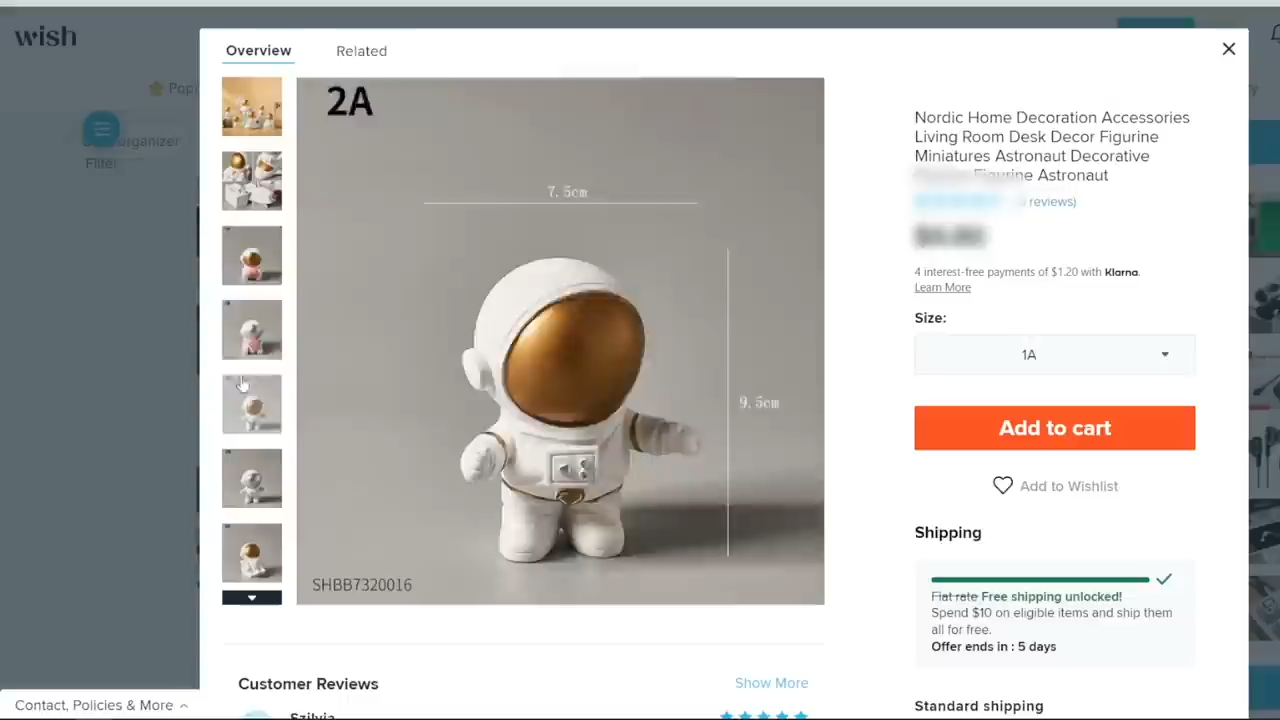 wish
Overview
Related
organizer
Filter
2A
7.5cm
9.5cm
SHBB7320016
Nordic Home Decoration Accessories
Living Room Desk Decor Figurine
Miniatures Astronaut Decorative
Figurine Astronaut
reviews)
4 interest-free payments of $1.20 with Klarna.
Learn More
Size:
1A
Add to cart
Add to Wishlist
Shipping
Flat rate Free shipping unlocked!
Spend $10 on eligible items and ship them
all for free.
Offer ends in : 5 days
Standard shipping
Customer Reviews
Show More
Szilvia
Contact, Policies & More